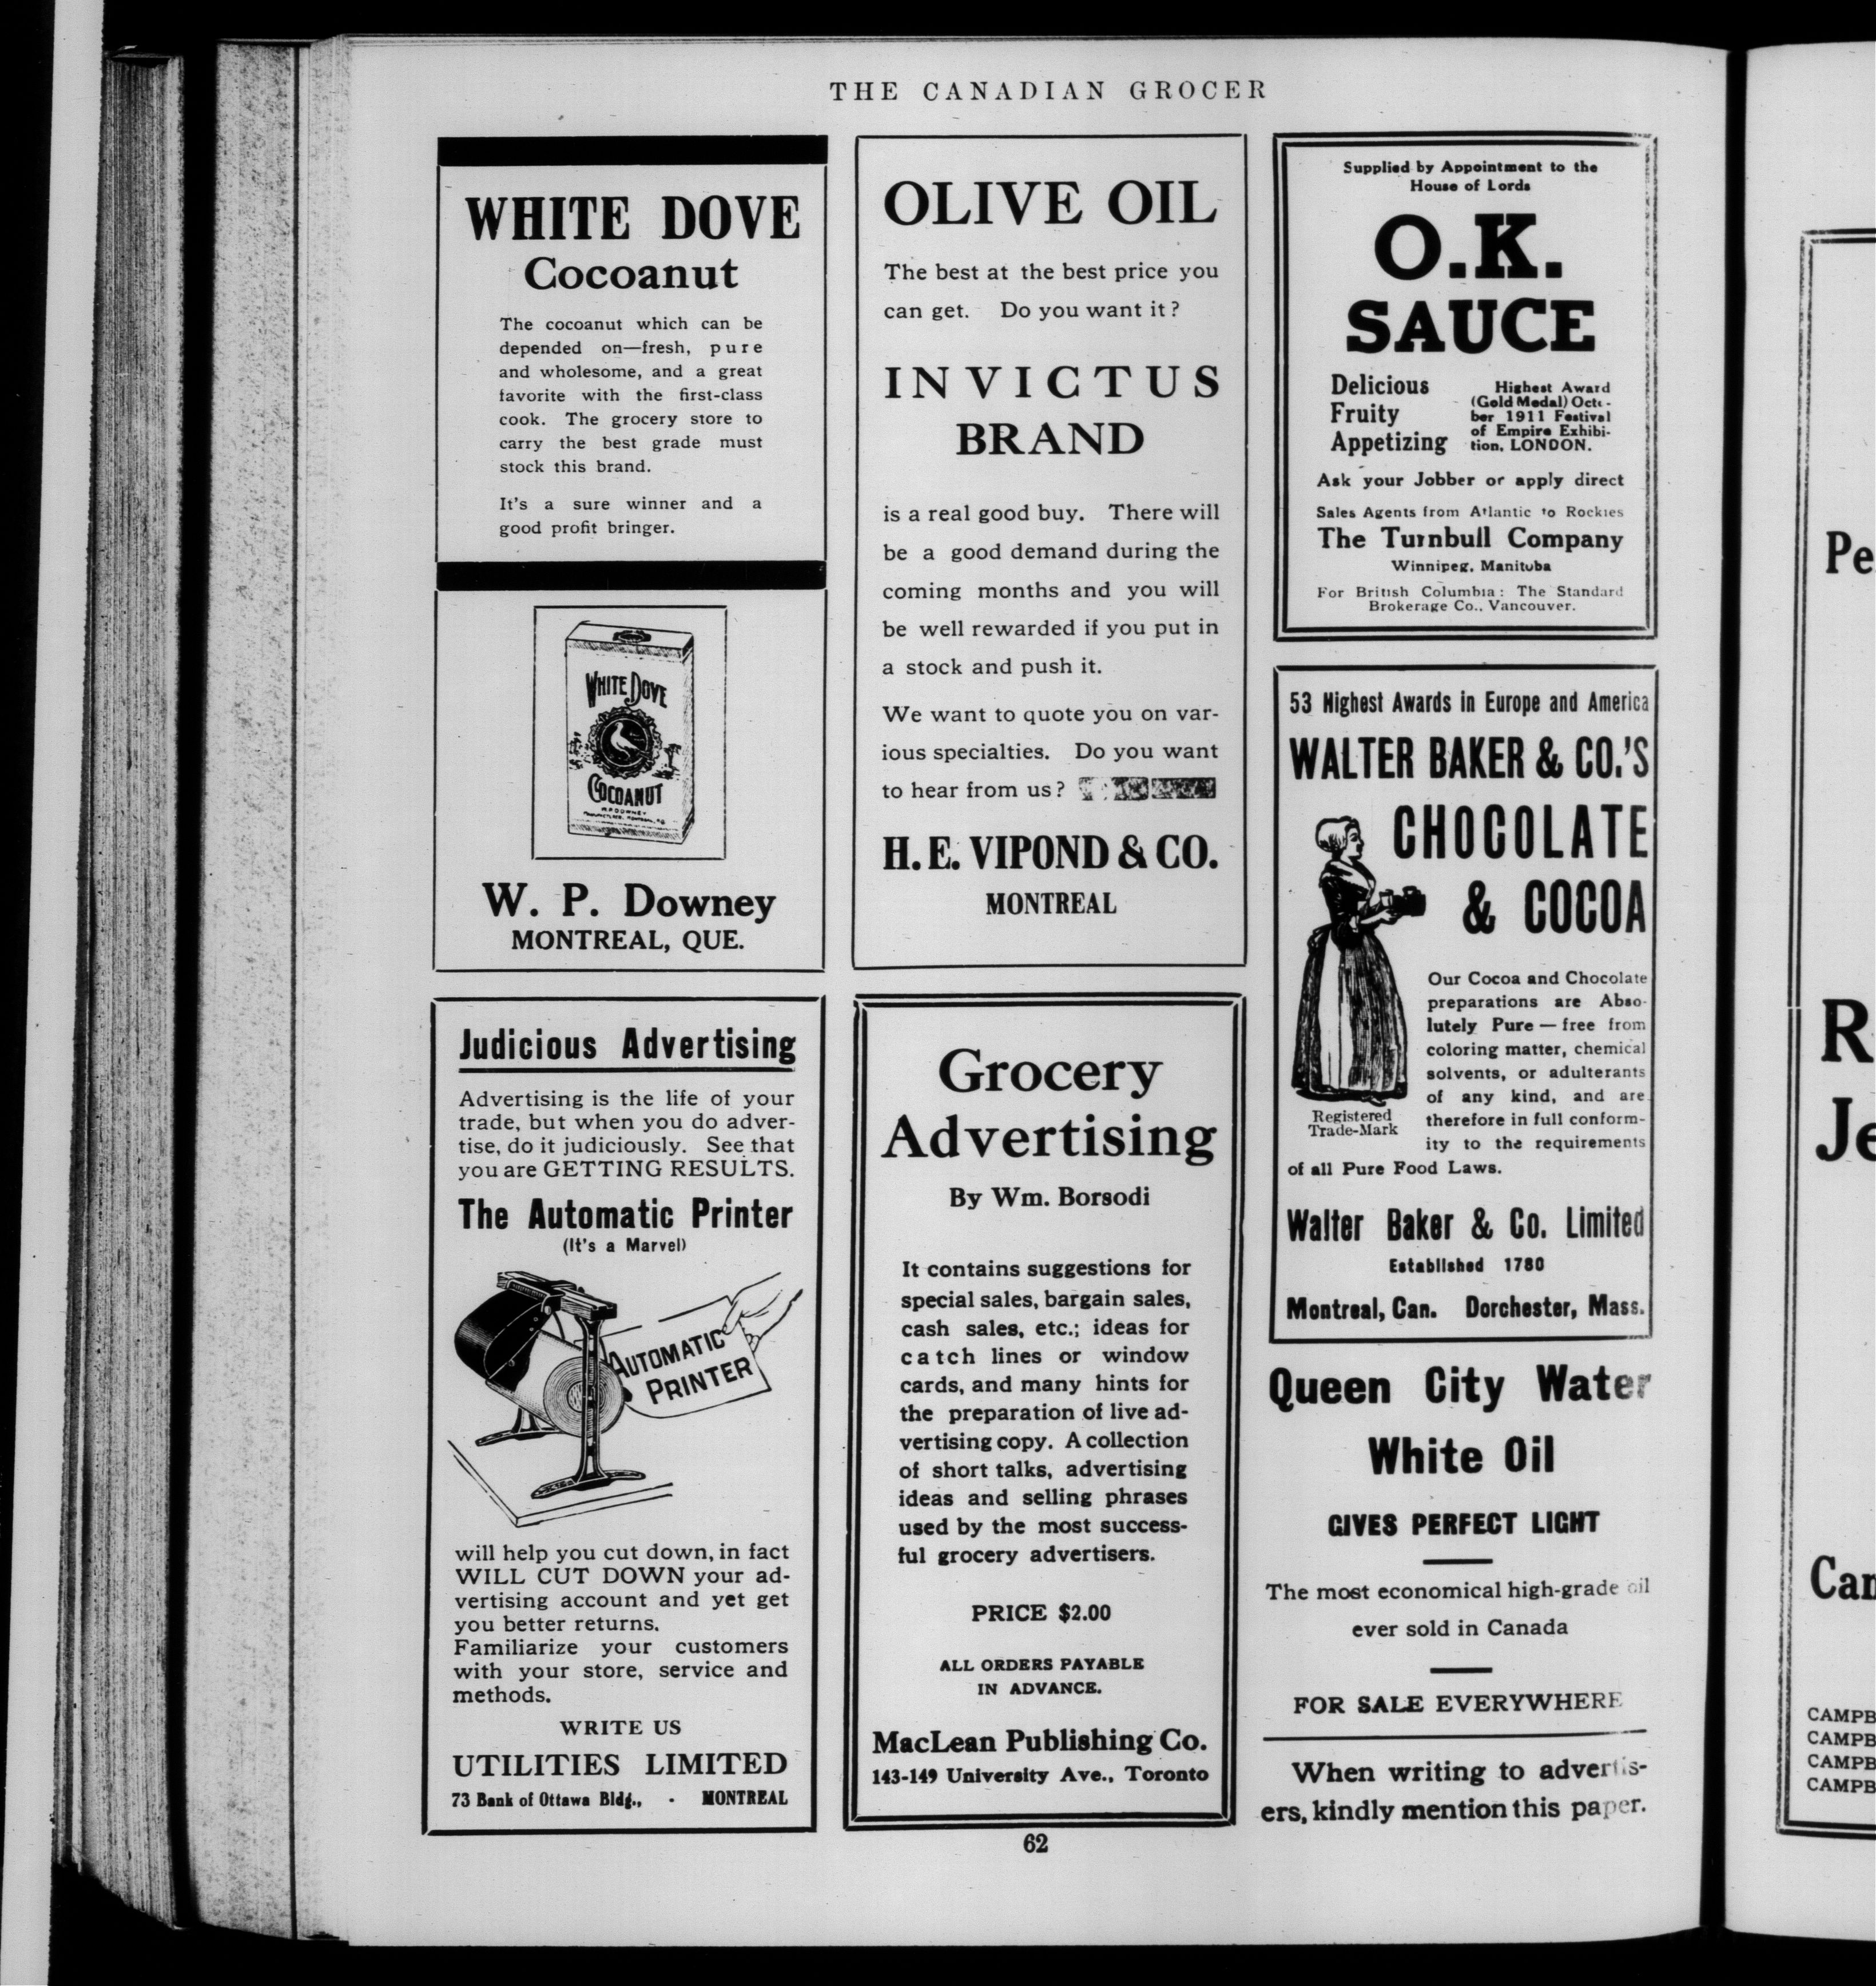 THE CANADIAN GROCER
WHITE DOVE
Cocoanut
The cocoanut which can be
depended on—fresh, pure
and wholesome, and a great
favorite with the first-class
cook. The grocery store to
carry the best grade must
stock this brand.
It's a sure winner and a
good profit bringer.
WHITE DOVE
COCOANUT
W. P. Downey
MONTREAL, QUE.
OLIVE OIL
The best at the best price you
can get. Do you want it?
INVICTUS
BRAND
is a real good buy. There will
be a good demand during the
coming months and you will
be well rewarded if you put in
a stock and push it.
We want to quote you on var-
ious specialties. Do you want
to hear from us?
H. E. VIPOND & CO.
MONTREAL
Supplied by Appointment to the
House of Lords
O.K.
SAUCE
Delicious
Fruity
Appetizing
Highest Award
(Gold Medal) Octo-
ber 1911 Festival
of Empire Exhibi-
tion, LONDON.
Ask your Jobber or apply direct
Sales Agents from Atlantic to Rockies
The Turnbull Company
Winnipeg, Manitoba
For British Columbia: The Standard
Brokerage Co., Vancouver.
53 Highest Awards in Europe and America
WALTER BAKER & CO.'S
CHOCOLATE
& COCOA
Our Cocoa and Chocolate
preparations are Abso-
lutely Pure — free from
coloring matter, chemical
solvents, or adulterants
of any kind, and are
therefore in full conform-
ity to the requirements
of all Pure Food Laws.
Registered
Trade-Mark
Walter Baker & Co. Limited
Established 1780
Montreal, Can. Dorchester, Mass.
Judicious Advertising
Advertising is the life of your
trade, but when you do adver-
tise, do it judiciously. See that
you are GETTING RESULTS.
The Automatic Printer
(It's a Marvel)
AUTOMATIC
PRINTER
will help you cut down, in fact
WILL CUT DOWN your ad-
vertising account and yet get
you better returns.
Familiarize your customers
with your store, service and
methods.
WRITE US
UTILITIES LIMITED
73 Bank of Ottawa Bldg., - MONTREAL
Grocery
Advertising
By Wm. Borsodi
It contains suggestions for
special sales, bargain sales,
cash sales, etc.; ideas for
catch lines or window
cards, and many hints for
the preparation of live ad-
vertising copy. A collection
of short talks, advertising
ideas and selling phrases
used by the most success-
ful grocery advertisers.
PRICE $2.00
ALL ORDERS PAYABLE
IN ADVANCE.
MacLean Publishing Co.
143-149 University Ave., Toronto
Queen City Water
White Oil
GIVES PERFECT LIGHT
The most economical high-grade oil
ever sold in Canada
FOR SALE EVERYWHERE
When writing to advertis-
ers, kindly mention this paper.
62
Pe
R
Je
Can
CAMPB
CAMPB
CAMPB
CAMPB